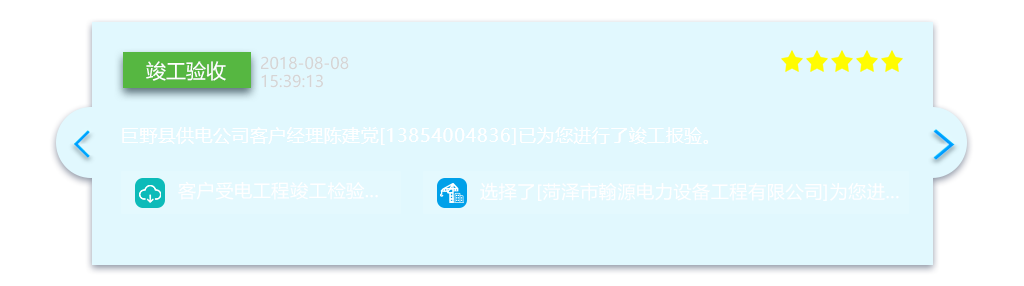 竣工验收
2018-08-08
15:39:13
巨野县供电公司客户经理陈建党[13854004836]已为您进行了竣工报验。
客户受电工程竣工检验...
选择了[菏泽市翰源电力设备工程有限公司]为您进...